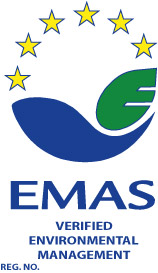 EMAS
VERIFIED
ENVIRONMENTAL
MANAGEMENT
REG. NO.